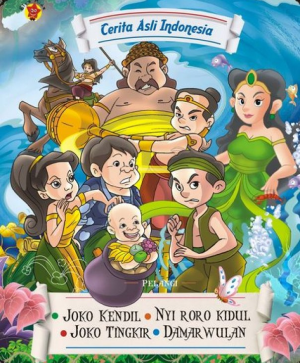 Cerita Asli Indonesia
PELANGI
• JOKO KENDIL • NYI RORO KIDUL
• JOKO TINGKIR • DAMARWULAN